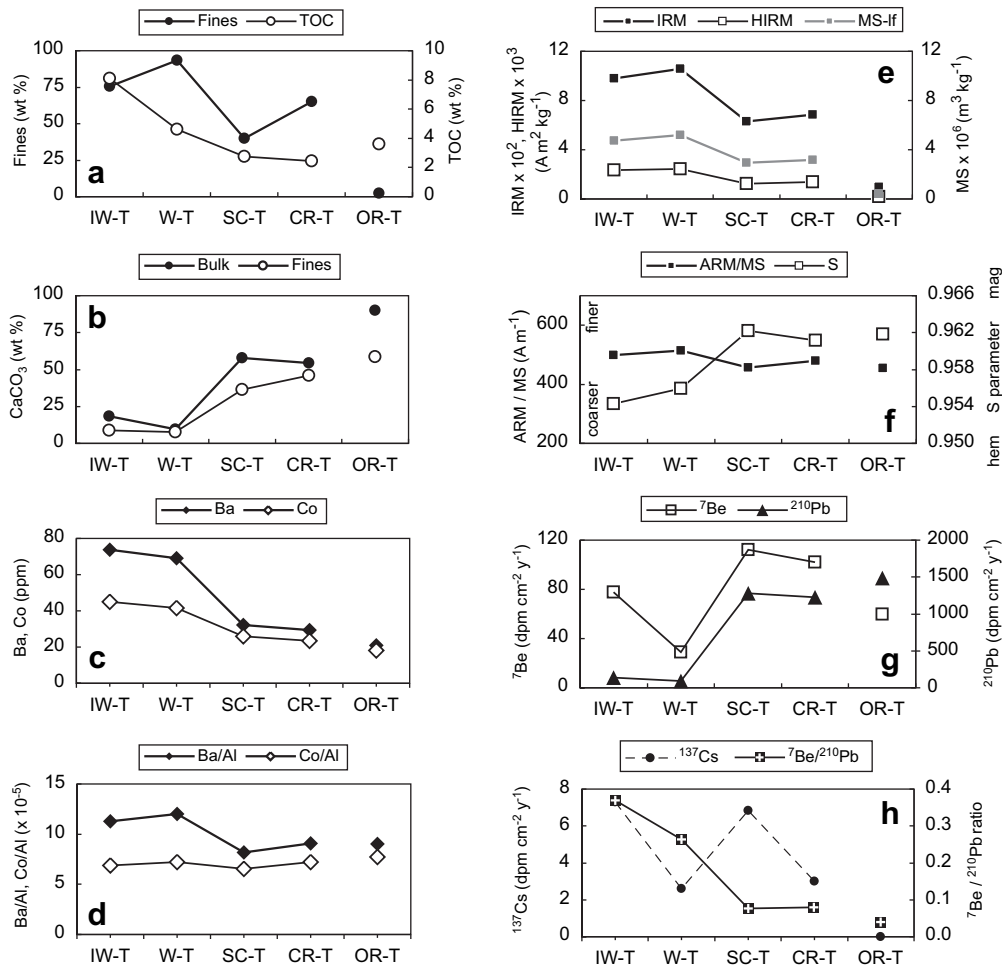 Fines TOC
100 10
75 8
50 6
25 4
0 2
0
Fines (wt %)
TOC (wt %)
a
IW-T W-T SC-T CR-T OR-T
Bulk Fines
100
75
50
25
0
CaCO3 (wt %)
b
IW-T W-T SC-T CR-T OR-T
Ba Co
80
60
40
20
0
Ba, Co (ppm)
c
IW-T W-T SC-T CR-T OR-T
Ba/Al Co/Al
15
10
5
0
Ba/Al, Co/Al (x 10-5)
d
IW-T W-T SC-T CR-T OR-T
IRM HIRM MS-lf
12 12
8 8
4 4
0 0
IRM x 10², HIRM x 10³
(A m² kg-1)
MS x 10⁶ (m³ kg-1)
e
IW-T W-T SC-T CR-T OR-T
ARM/MS S
600
400
200
0.966
0.962
0.958
0.954
0.950
ARM / MS (A m-1)
coarser finer
hem S parameter mag
f
IW-T W-T SC-T CR-T OR-T
7Be 210Pb
120 2000
80 1500
40 1000
0 500
0
7Be (dpm cm-2 y-1)
210Pb (dpm cm-2 y-1)
g
IW-T W-T SC-T CR-T OR-T
137Cs 7Be/210Pb
8 0.4
6 0.3
4 0.2
2 0.1
0 0.0
137Cs (dpm cm-2 y-1)
7Be / 210Pb ratio
h
IW-T W-T SC-T CR-T OR-T